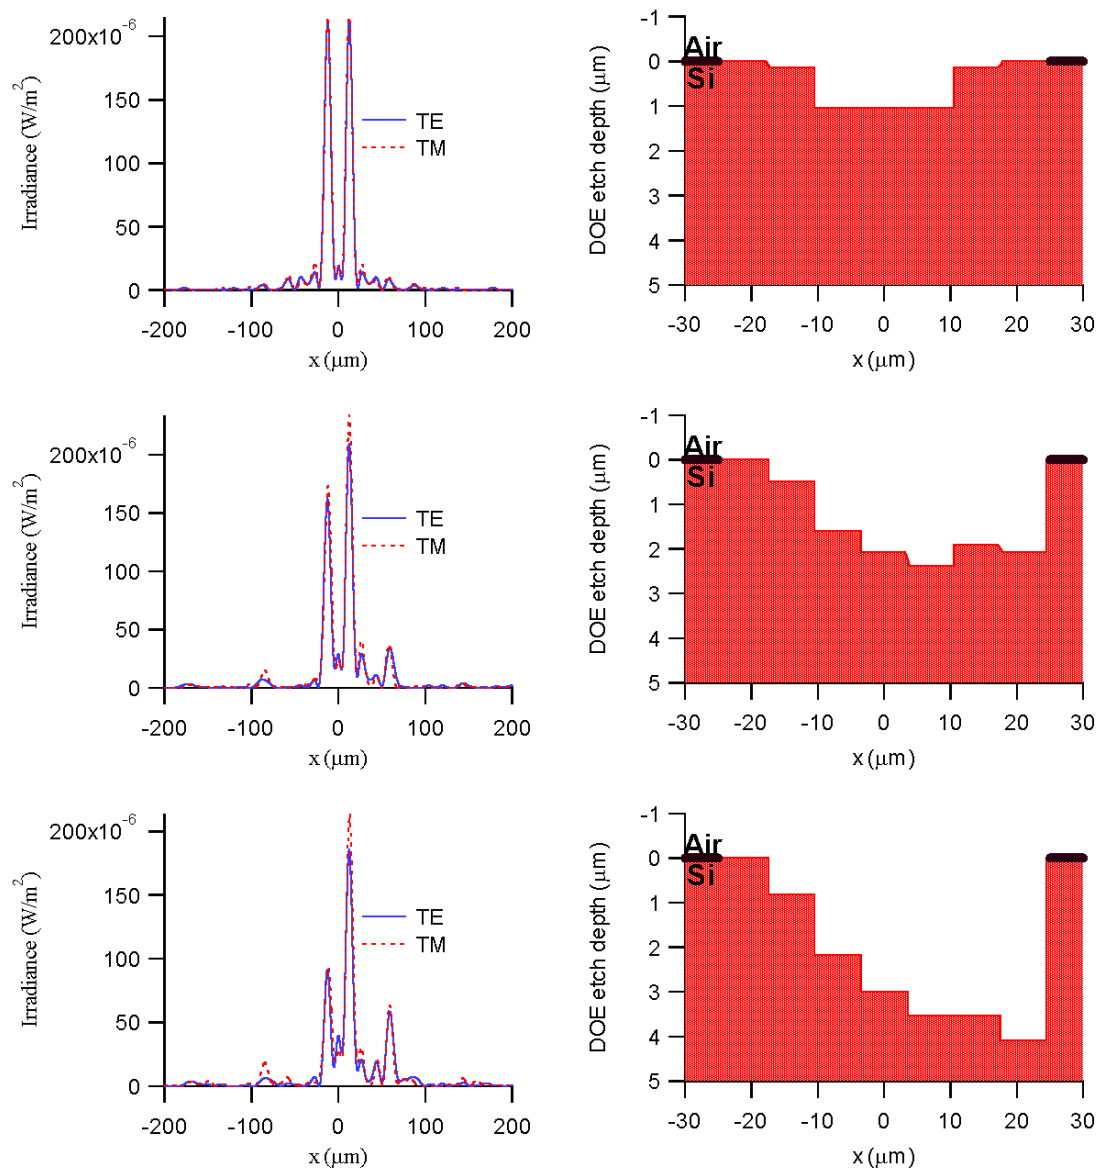 200x10-6
150
100
50
0
Irradiance (W/m2)
TE
TM
-200 -100 0 100 200
x (μm)
-1
0
1
2
3
4
5
DOE etch depth (μm)
Air
Si
-30 -20 -10 0 10 20 30
x (μm)
200x10-6
150
100
50
0
Irradiance (W/m2)
TE
TM
-200 -100 0 100 200
x (μm)
-1
0
1
2
3
4
5
DOE etch depth (μm)
Air
Si
-30 -20 -10 0 10 20 30
x (μm)
200x10-6
150
100
50
0
Irradiance (W/m2)
TE
TM
-200 -100 0 100 200
x (μm)
-1
0
1
2
3
4
5
DOE etch depth (μm)
Air
Si
-30 -20 -10 0 10 20 30
x (μm)